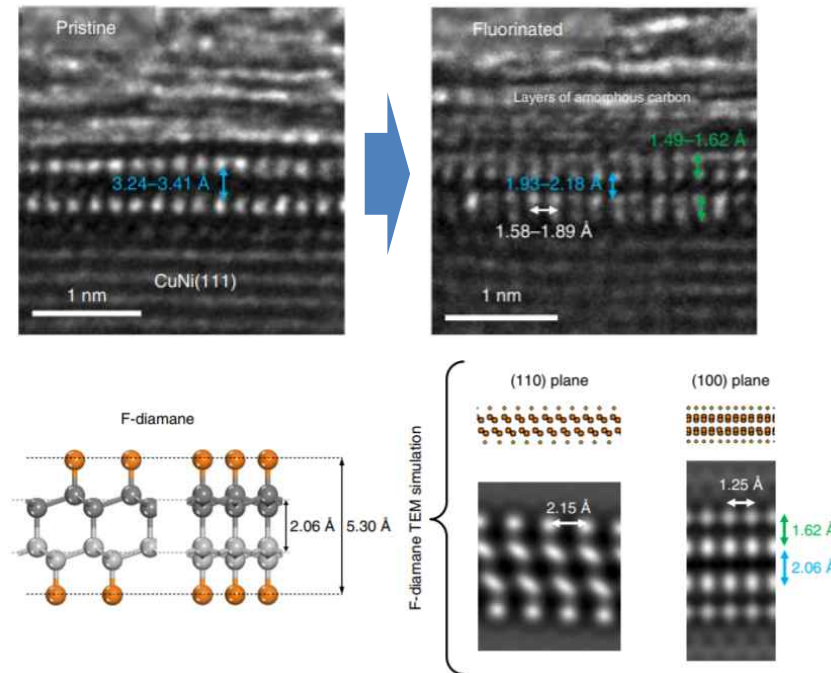 Pristine
3.24–3.41 Å
CuNi(111)
1 nm
Fluorinated
Layers of amorphous carbon
1.49–1.62 Å
1.93–2.18 Å
1.58–1.89 Å
1 nm
F-diamane
2.06 Å
5.30 Å
F-diamane TEM simulation
(110) plane
(100) plane
2.15 Å
1.25 Å
1.62 Å
2.06 Å